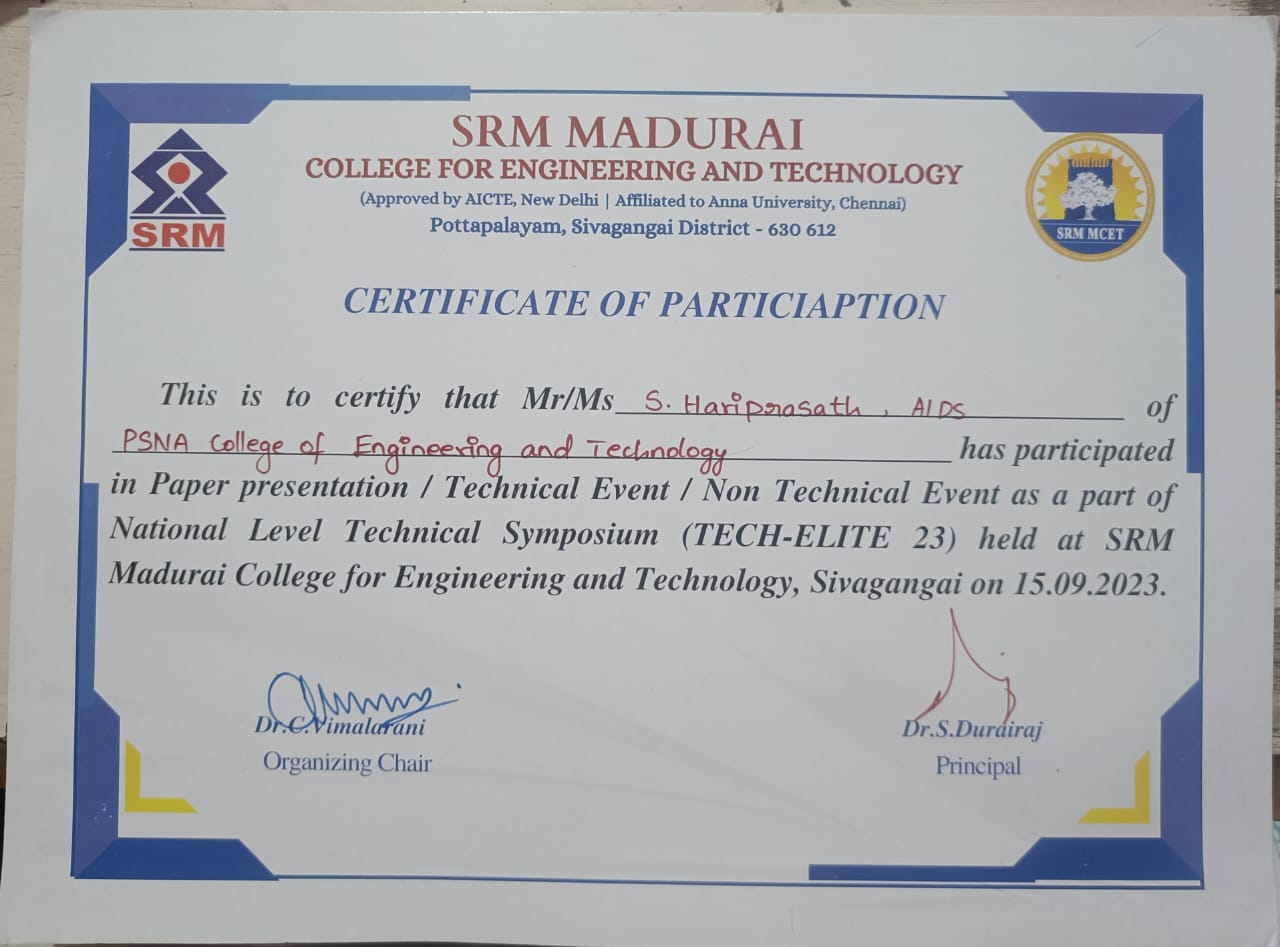 SRM MADURAI
COLLEGE FOR ENGINEERING AND TECHNOLOGY
(Approved by AICTE, New Delhi | Affiliated to Anna University, Chennai)
Pottapalayam, Sivagangai District - 630 612
SRM
SRM MCET
CERTIFICATE OF PARTICIAPTION
This is to certify that Mr/Ms S. Hariprasath, AIDS of
PSNA College of Engineering and Technology has participated
in Paper presentation / Technical Event / Non Technical Event as a part of
National Level Technical Symposium (TECH-ELITE 23) held at SRM
Madurai College for Engineering and Technology, Sivagangai on 15.09.2023.
Dr.C.Vimalarani
Organizing Chair
Dr.S.Durairaj
Principal